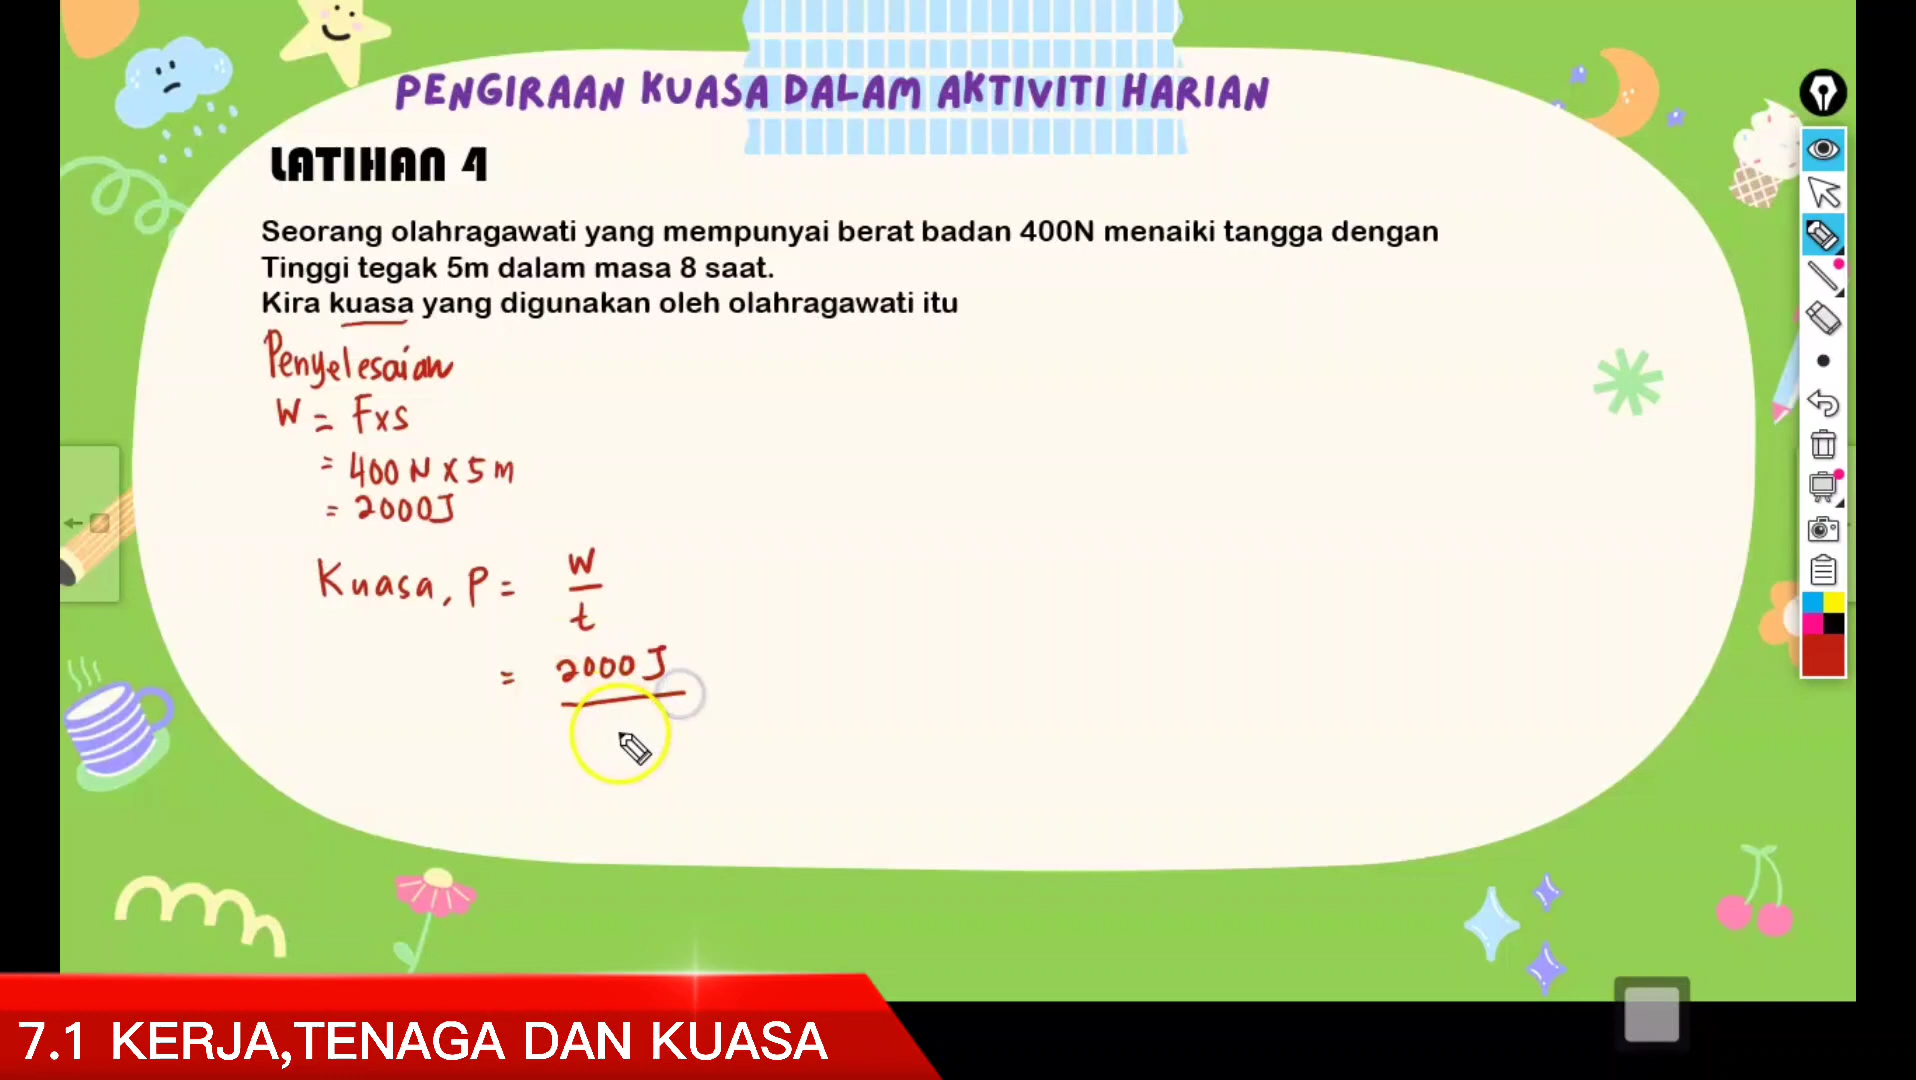 PENGIRAAN KUASA DALAM AKTIVITI HARIAN
LATIHAN 4
Seorang olahragawati yang mempunyai berat badan 400N menaiki tangga dengan
Tinggi tegak 5m dalam masa 8 saat.
Kira kuasa yang digunakan oleh olahragawati itu
Penyelesaian
W = F x s
= 400 N x 5 m
= 2000J
Kuasa, P = W
t
= 2000 J
7.1 KERJA,TENAGA DAN KUASA